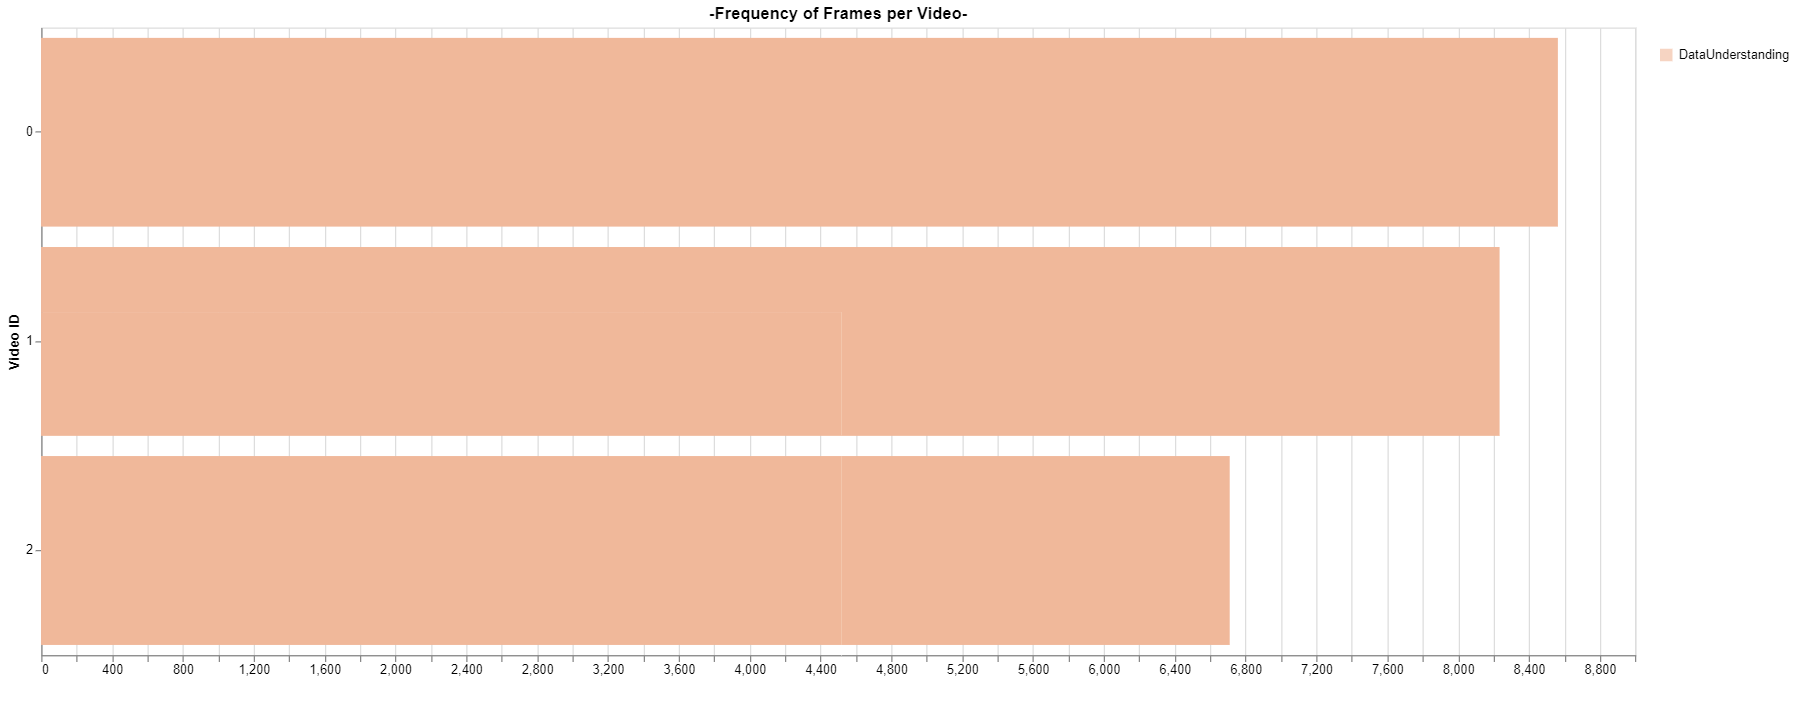 -Frequency of Frames per Video-
DataUnderstanding
Video ID
0
1
2
0 400 800 1,200 1,600 2,000 2,400 2,800 3,200 3,600 4,000 4,400 4,800 5,200 5,600 6,000 6,400 6,800 7,200 7,600 8,000 8,400 8,800